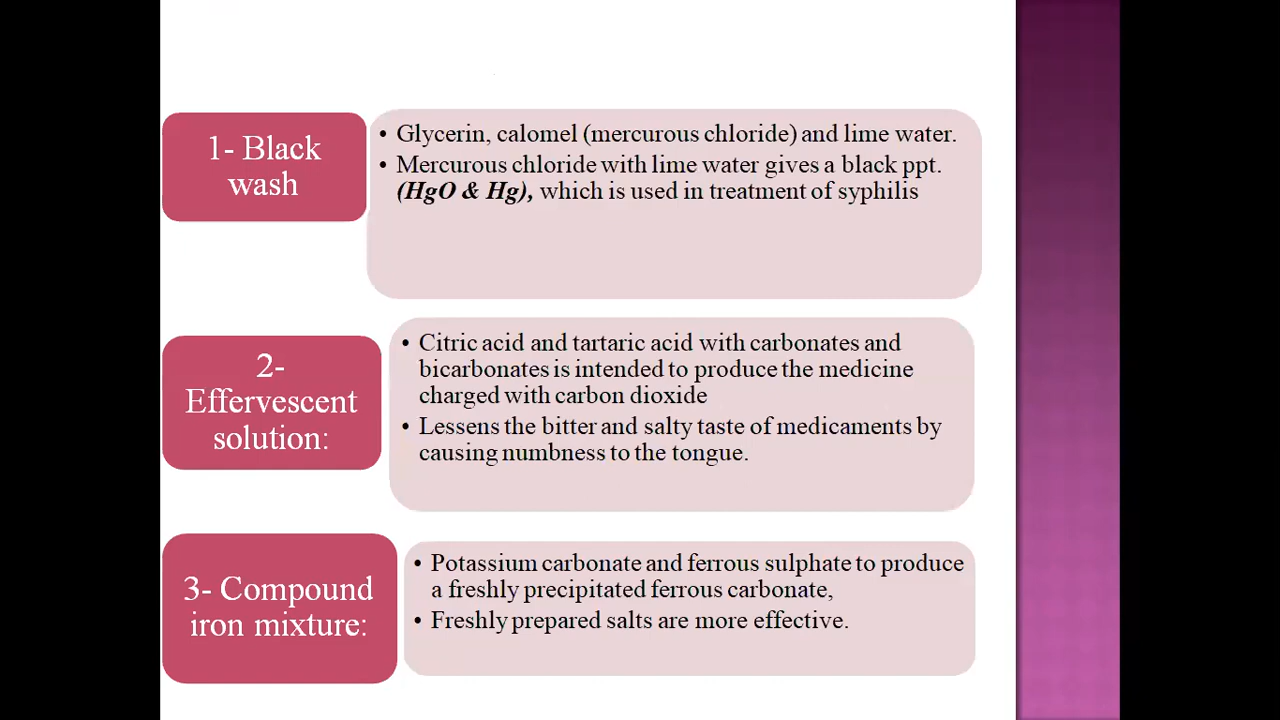 1- Black
wash
• Glycerin, calomel (mercurous chloride) and lime water.
• Mercurous chloride with lime water gives a black ppt.
(HgO & Hg), which is used in treatment of syphilis
2-
Effervescent
solution:
• Citric acid and tartaric acid with carbonates and
bicarbonates is intended to produce the medicine
charged with carbon dioxide
• Lessens the bitter and salty taste of medicaments by
causing numbness to the tongue.
3- Compound
iron mixture:
• Potassium carbonate and ferrous sulphate to produce
a freshly precipitated ferrous carbonate,
• Freshly prepared salts are more effective.